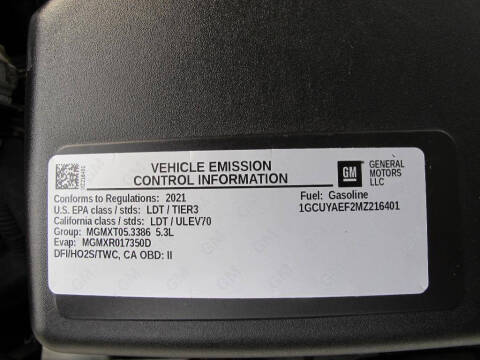 VEHICLE EMISSION
CONTROL INFORMATION
GM
GENERAL
MOTORS
LLC
Conforms to Regulations: 2021
U.S. EPA class / stds: LDT / TIER3
California class / stds: LDT / ULEV70
Group: MGMXT05.3386 5.3L
Evap: MGMXR017350D
DFI/HO2S/TWC, CA OBD: II
Fuel: Gasoline
1GCUYAEF2MZ216401